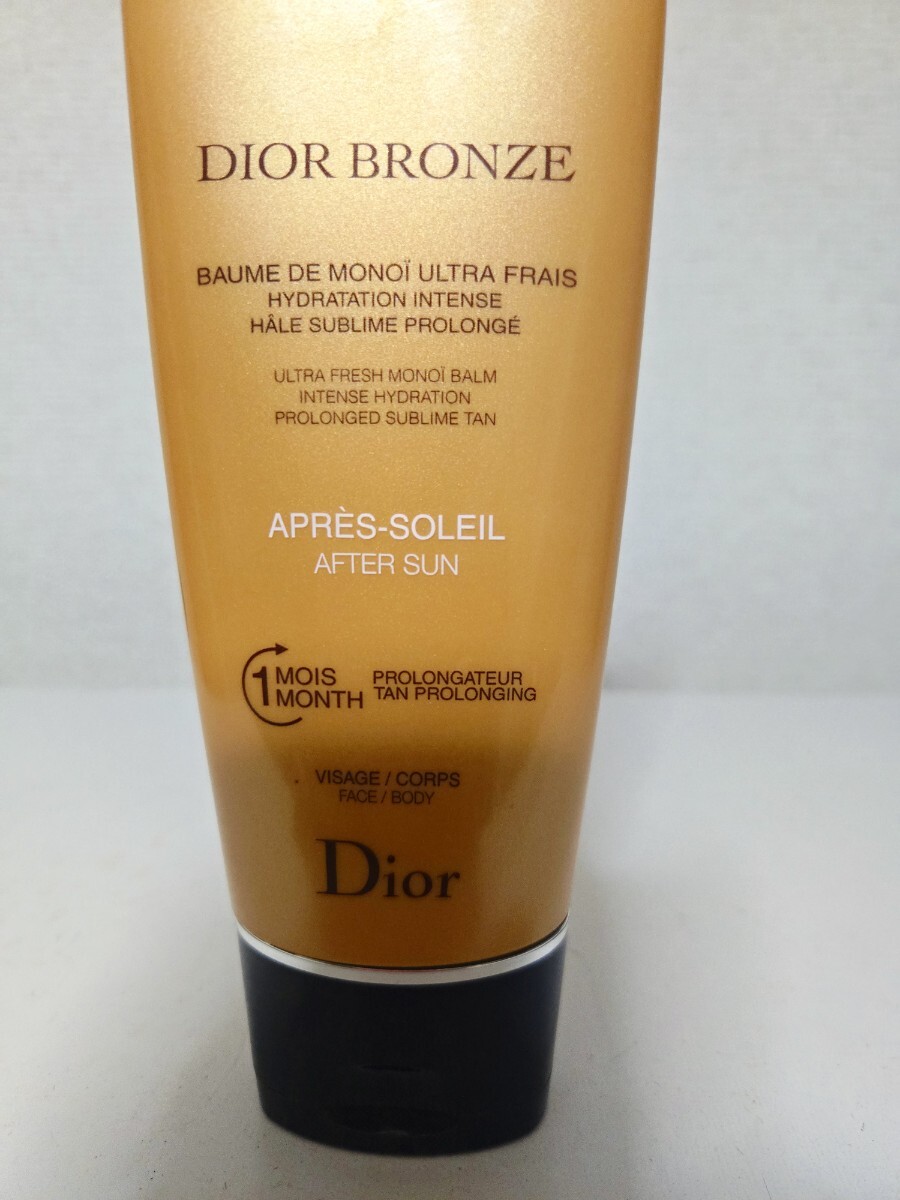 DIOR BRONZE
BAUME DE MONOÏ ULTRA FRAIS
HYDRATATION INTENSE
HÂLE SUBLIME PROLONGÉ
ULTRA FRESH MONOÏ BALM
INTENSE HYDRATION
PROLONGED SUBLIME TAN
APRÈS-SOLEIL
AFTER SUN
1 MOIS PROLONGATEUR
MONTH TAN PROLONGING
VISAGE / CORPS
FACE / BODY
Dior